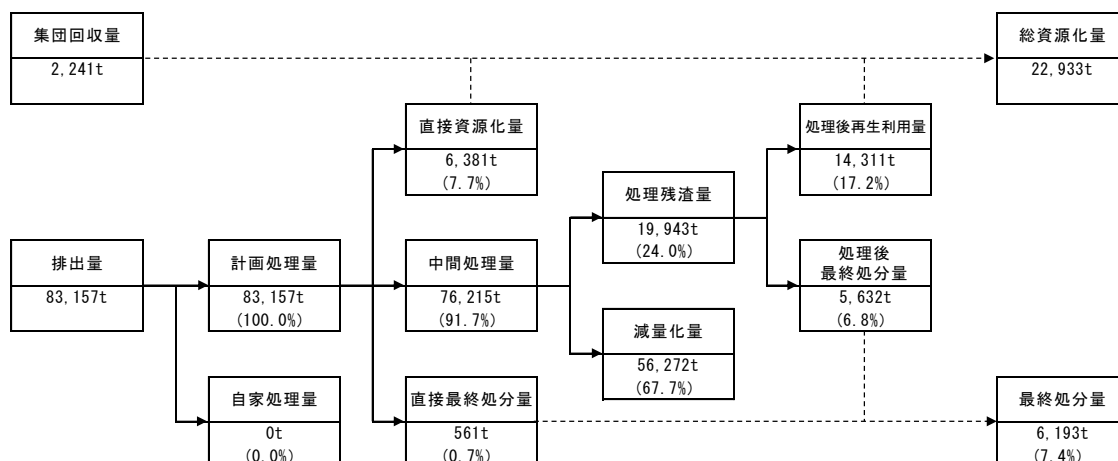 集団回収量
2,241t
総資源化量
22,933t
直接資源化量
6,381t
(7.7%)
処理後再生利用量
14,311t
(17.2%)
処理残渣量
19,943t
(24.0%)
排出量
83,157t
計画処理量
83,157t
(100.0%)
中間処理量
76,215t
(91.7%)
処理後
最終処分量
5,632t
(6.8%)
減量化量
56,272t
(67.7%)
自家処理量
0t
(0.0%)
直接最終処分量
561t
(0.7%)
最終処分量
6,193t
(7.4%)